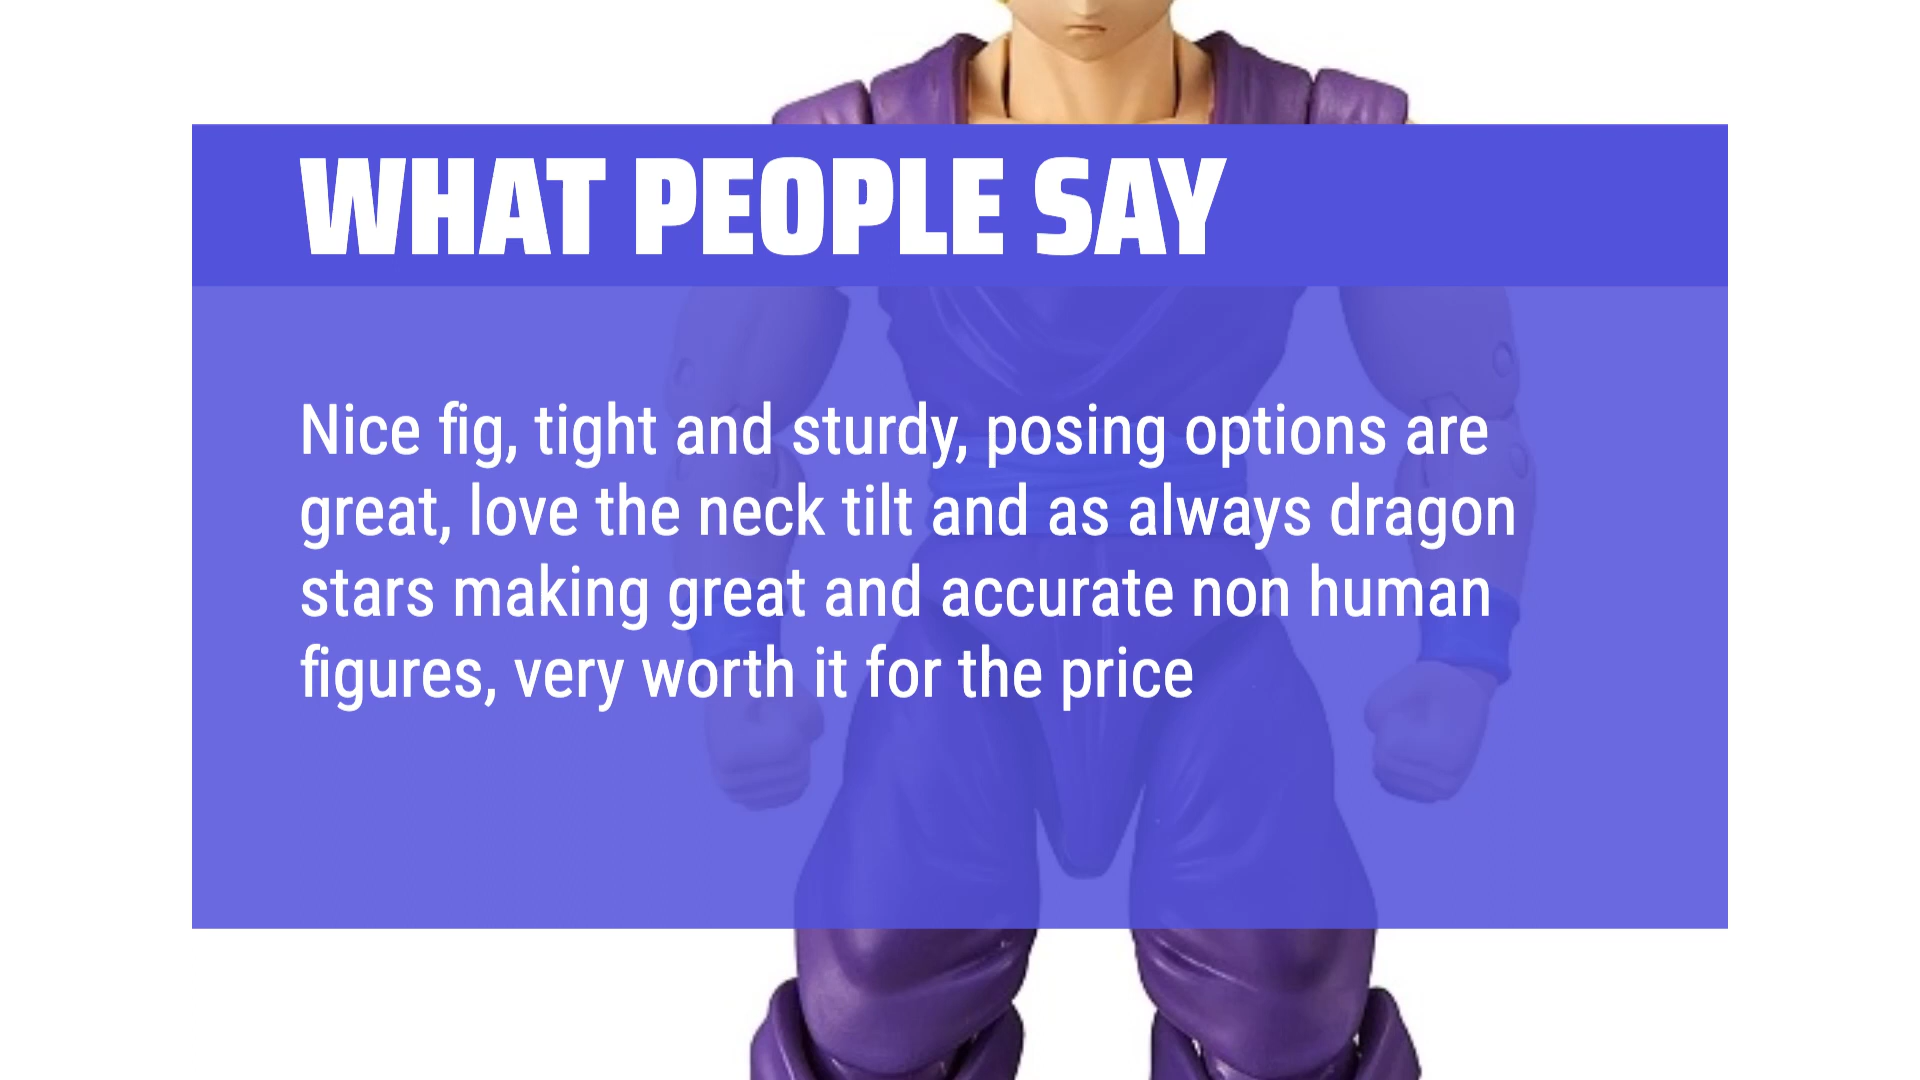 WHAT PEOPLE SAY
Nice fig, tight and sturdy, posing options are
great, love the neck tilt and as always dragon
stars making great and accurate non human
figures, very worth it for the price